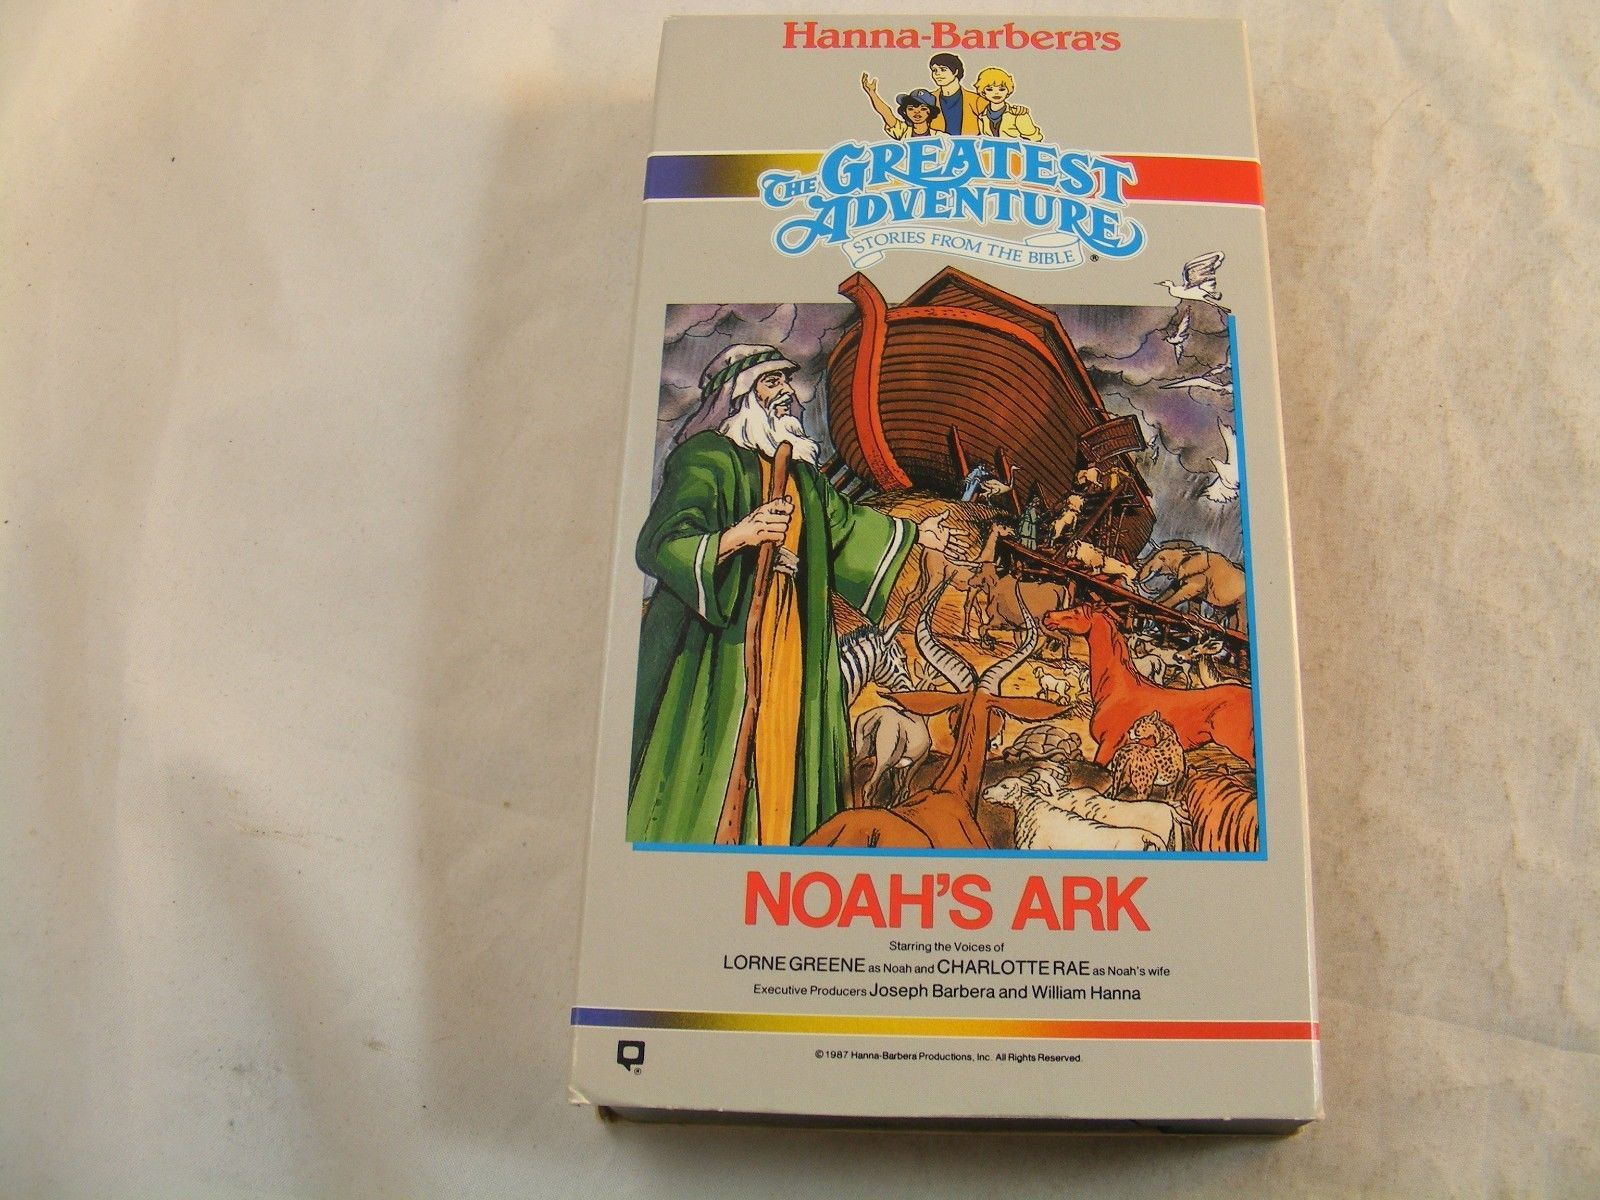 Hanna-Barbera's
THE GREATEST
ADVENTURE
STORIES FROM THE BIBLE ®
NOAH'S ARK
Starring the Voices of
LORNE GREENE as Noah and CHARLOTTE RAE as Noah's wife
Executive Producers Joseph Barbera and William Hanna
®
©1987 Hanna-Barbera Productions, Inc. All Rights Reserved.